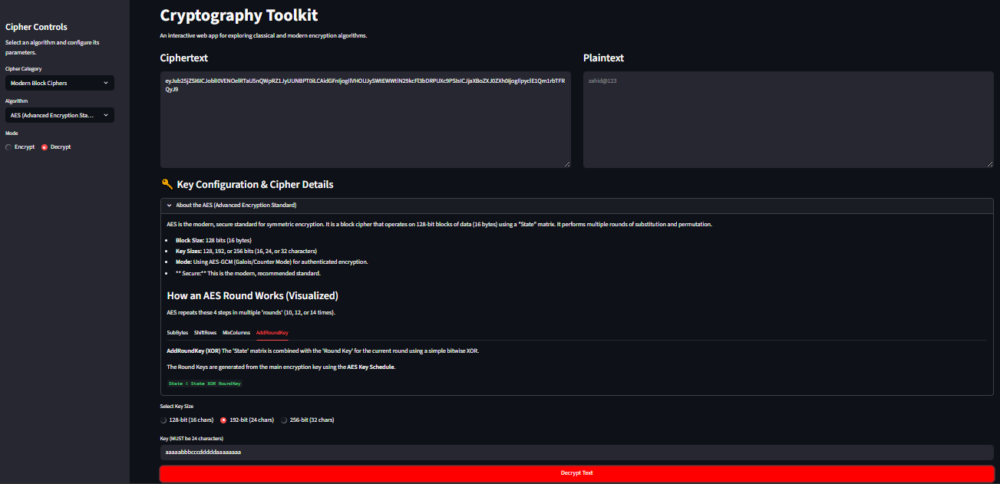 Cipher Controls
Select an algorithm and configure its
parameters.
Cipher Category
Modern Block Ciphers
Algorithm
AES (Advanced Encryption Sta...
Mode
Encrypt Decrypt
Cryptography Toolkit
An interactive web app for exploring classical and modern encryption algorithms.
Ciphertext
Plaintext
zahid@123
Key Configuration & Cipher Details
About the AES (Advanced Encryption Standard)
AES is the modern, secure standard for symmetric encryption. It is a block cipher that operates on 128-bit blocks of data (16 bytes) using a "State" matrix. It performs multiple rounds of substitution and permutation.
Block Size: 128 bits (16 bytes)
Key Sizes: 128, 192, or 256 bits (16, 24, or 32 characters)
Mode: Using AES-GCM (Galois/Counter Mode) for authenticated encryption.
** Secure:** This is the modern, recommended standard.
How an AES Round Works (Visualized)
AES repeats these 4 steps in multiple 'rounds' (10, 12, or 14 times).
SubBytes ShiftRows MixColumns AddRoundKey
AddRoundKey (XOR) The 'State' matrix is combined with the 'Round Key' for the current round using a simple bitwise XOR.
The Round Keys are generated from the main encryption key using the AES Key Schedule.
State = State XOR RoundKey
Select Key Size
128-bit (16 chars) 192-bit (24 chars) 256-bit (32 chars)
Key (MUST be 24 characters)
Decrypt Text